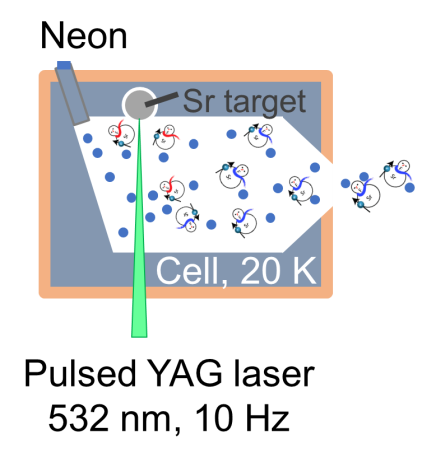 Neon
Sr target
Cell, 20 K
Pulsed YAG laser
532 nm, 10 Hz